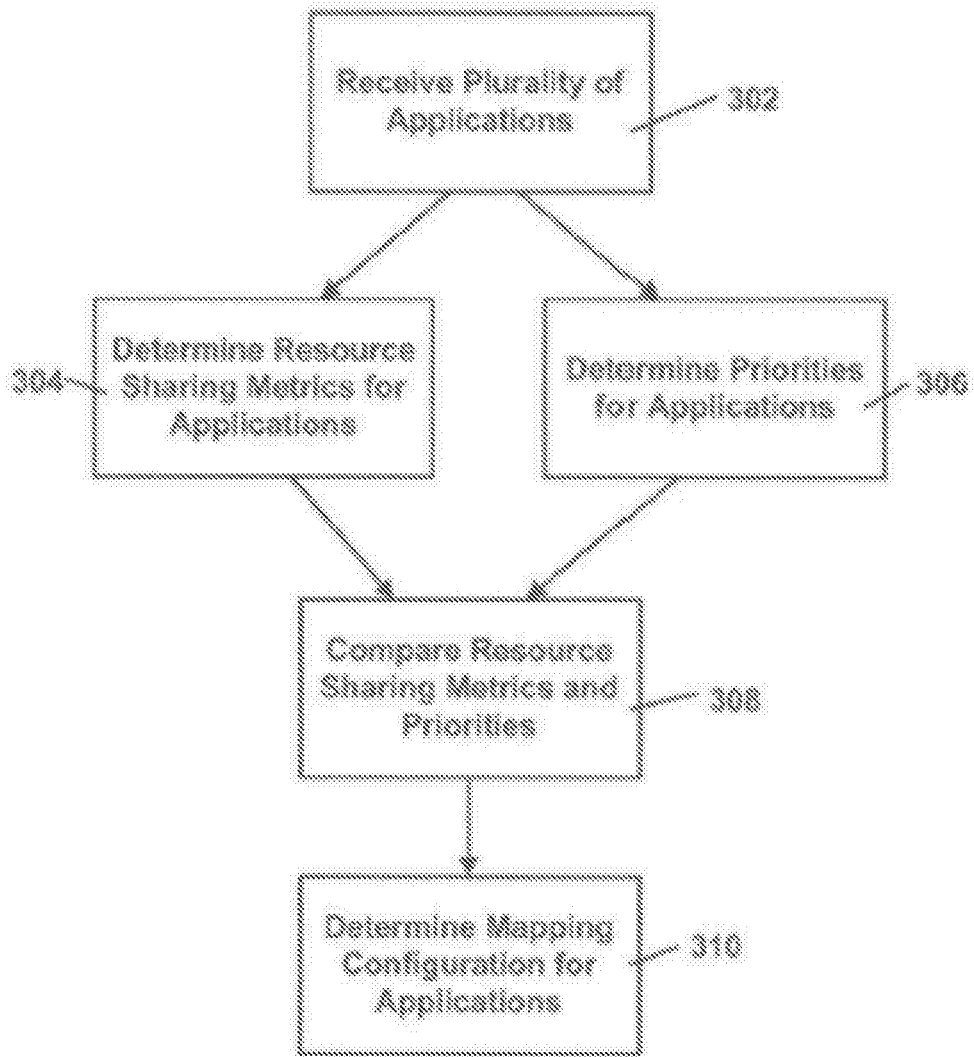 Receive Plurality of
Applications
302
Determine Resource
Sharing Metrics for
Applications
304
Determine Priorities
for Applications
306
Compare Resource
Sharing Metrics and
Priorities
308
Determine Mapping
Configuration for
Applications
310